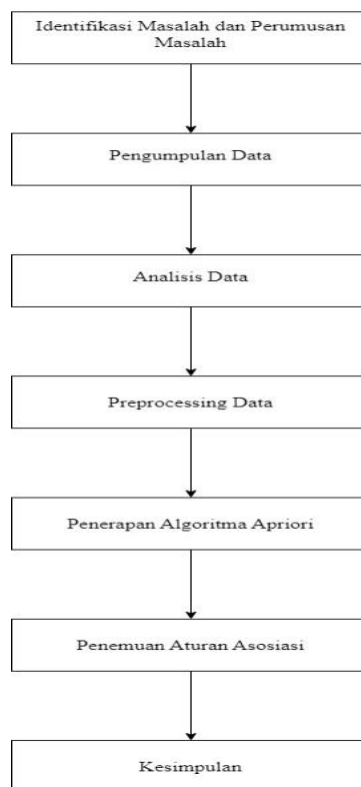 Identifikasi Masalah dan Perumusan
Masalah
Pengumpulan Data
Analisis Data
Preprocessing Data
Penerapan Algoritma Apriori
Penemuan Aturan Asosiasi
Kesimpulan